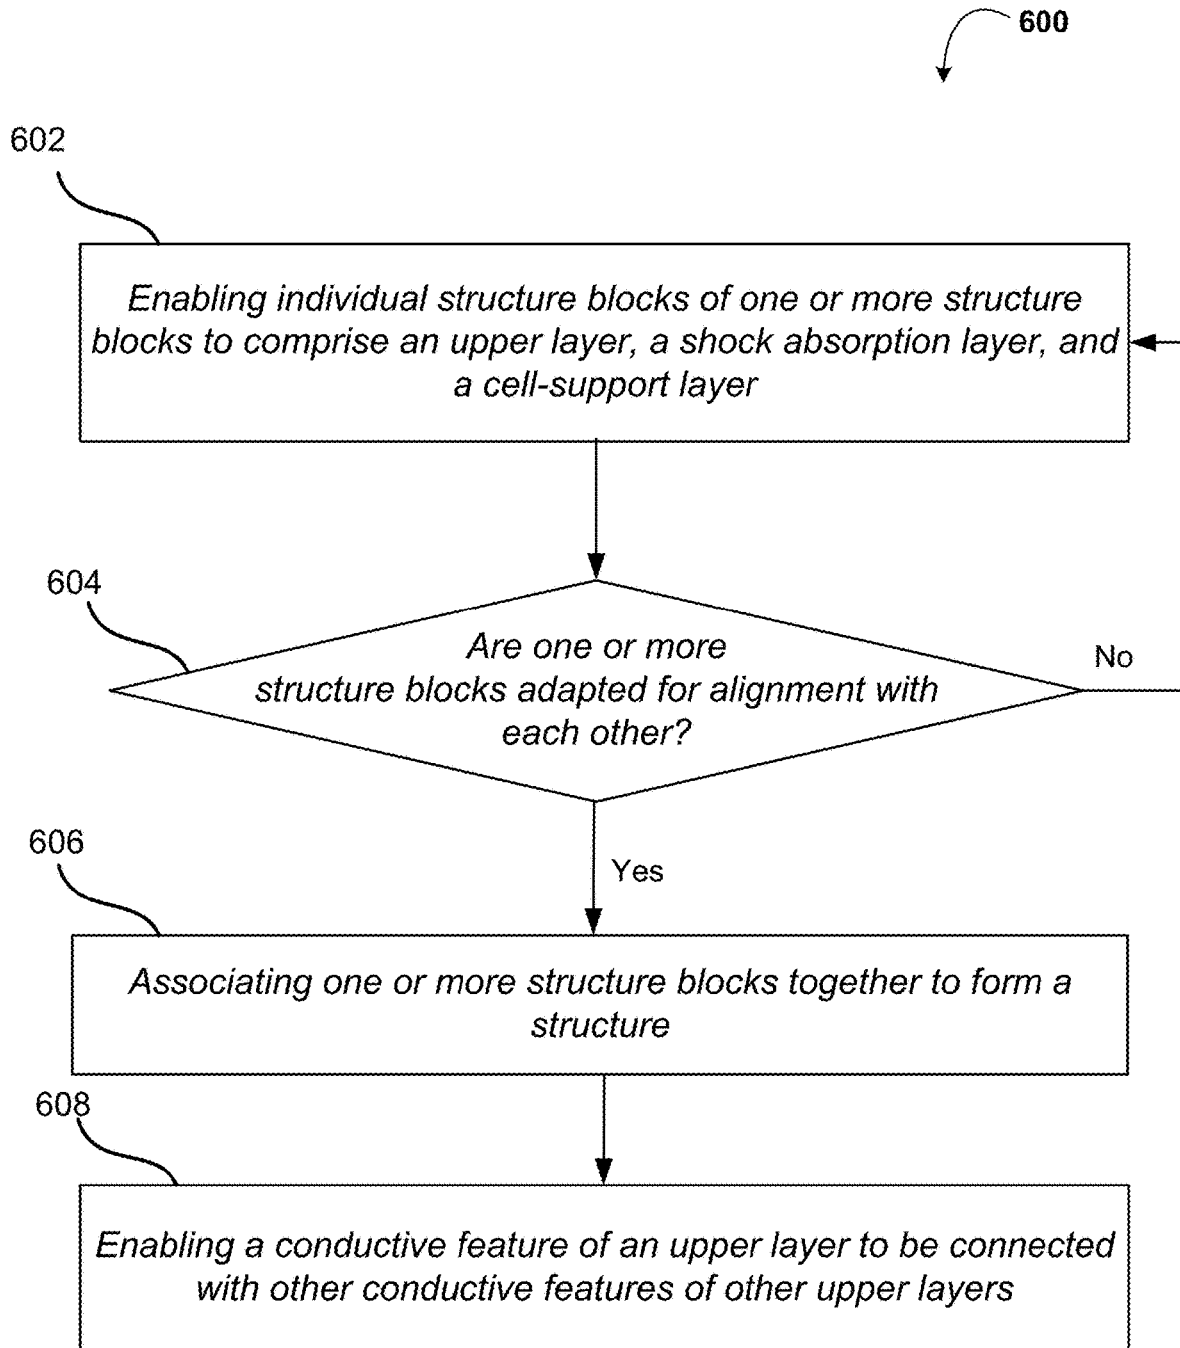 600
602
Enabling individual structure blocks of one or more structure
blocks to comprise an upper layer, a shock absorption layer, and
a cell-support layer
604
Are one or more
structure blocks adapted for alignment with
each other?
No
Yes
606
Associating one or more structure blocks together to form a
structure
608
Enabling a conductive feature of an upper layer to be connected
with other conductive features of other upper layers